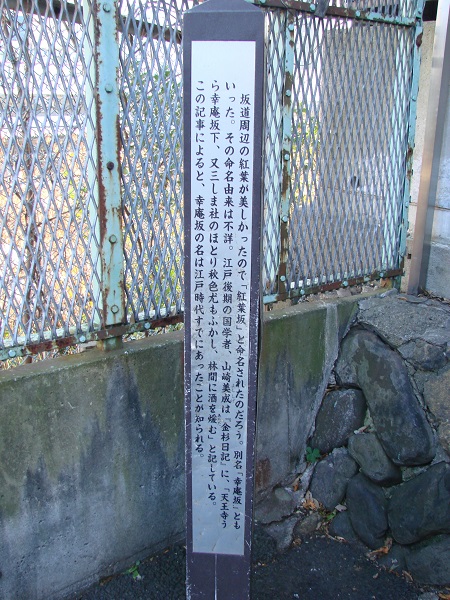 坂道周辺の紅葉が美しかったので「紅葉坂」と命名されたのだろう。別名「幸庵坂」とも
いった。その命名由来は不詳。江戸後期の国学者、山崎美成は『金杉日記』に、「天王寺う
ら幸庵坂下、又三しま社のほとり秋色尤もふかし、林間に酒を煖む」と記している。
この記事によると、幸庵坂の名は江戸時代すでにあったことが知られる。